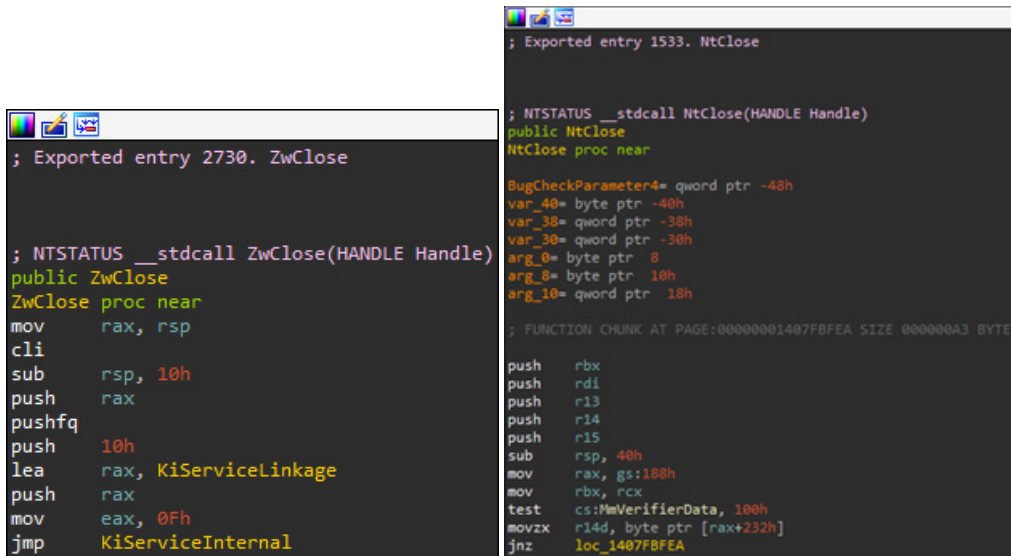 ; Exported entry 2730. ZwClose
; NTSTATUS __stdcall ZwClose(HANDLE Handle)
public ZwClose
ZwClose proc near
mov rax, rsp
cli
sub rsp, 10h
push rax
pushfq
push 10h
lea rax, KiServiceLinkage
push rax
mov eax, 0Fh
jmp KiServiceInternal
; Exported entry 1533. NtClose
; NTSTATUS __stdcall NtClose(HANDLE Handle)
public NtClose
NtClose proc near
BugCheckParameter4= qword ptr -48h
var_40= byte ptr -40h
var_38= qword ptr -38h
var_30= qword ptr -30h
arg_0= byte ptr 8
arg_8= byte ptr 10h
arg_10= qword ptr 18h
; FUNCTION CHUNK AT PAGE:00000001407FBFEA SIZE 000000A3 BYTE
push rbx
push rdi
push r13
push r14
push r15
sub rsp, 40h
mov rax, gs:188h
mov rbx, rcx
test cs:MmVerifierData, 100h
movzx r14d, byte ptr [rax+232h]
jnz loc_1407FBFEA